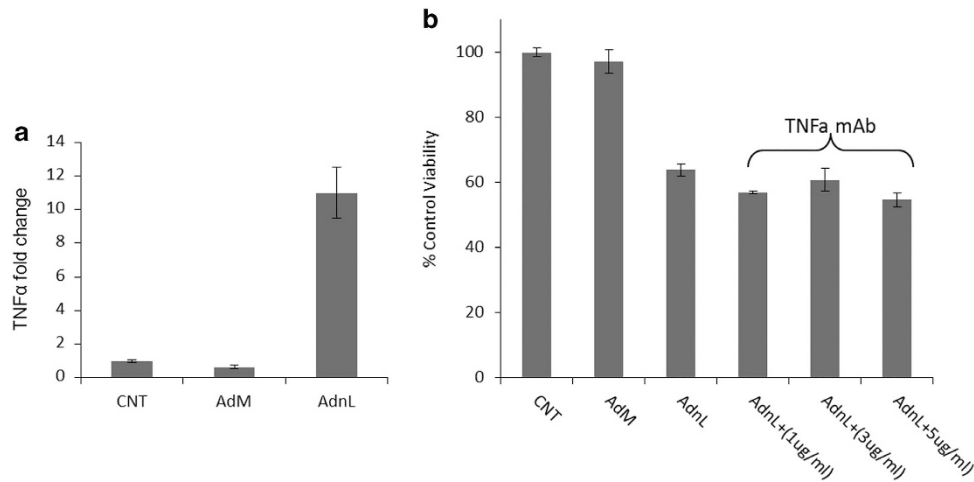 a
TNFα fold change
14
12
10
8
6
4
2
0
CNT AdM AdnL
b
% Control Viability
100
80
60
40
20
0
TNFa mAb
CNT AdM AdnL AdnL+(1ug/ml) AdnL+(3ug/ml) AdnL+5ug/ml)